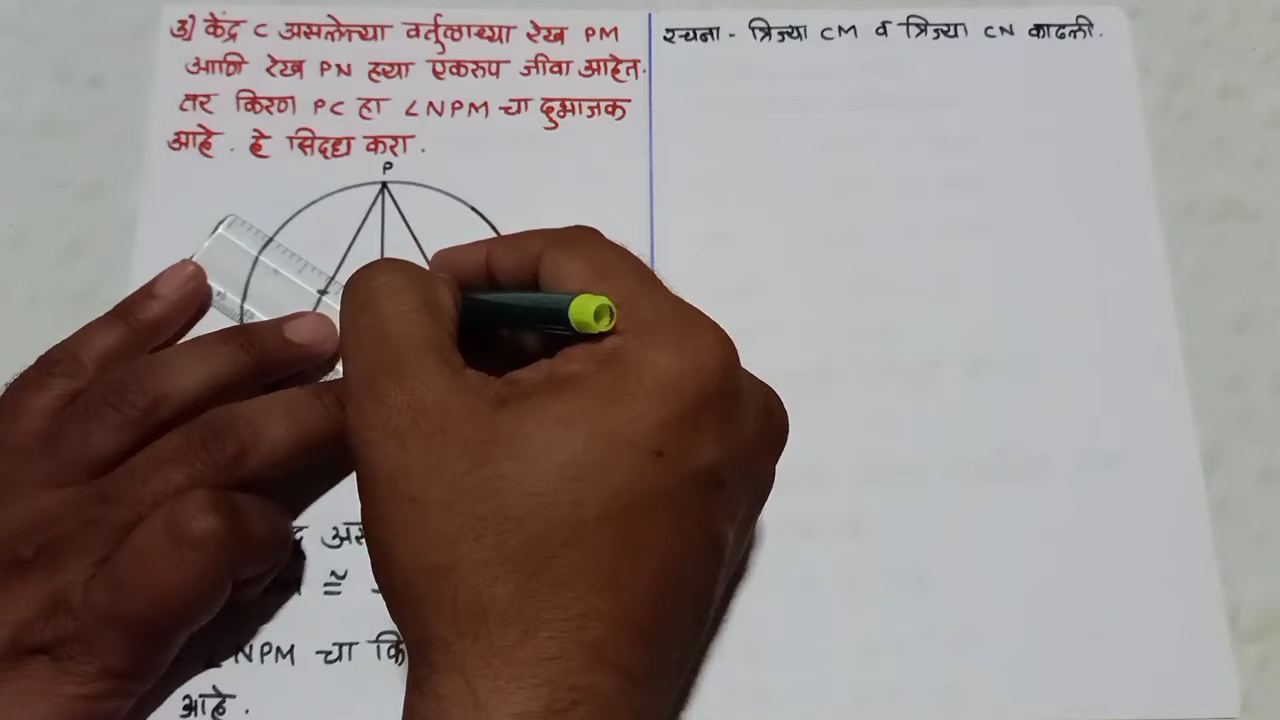 ३) केंद्र C असलेल्या वर्तुळाच्या रेख PM
आणि रेख PN ह्या एकरुप जीवा आहेत.
तर किरण PC हा ∠NPM चा दुभाजक
आहे. हे सिद्ध करा.
P
≅
∠NPM चा
आहे.
रचना - त्रिज्या CM व त्रिज्या CN काढली.